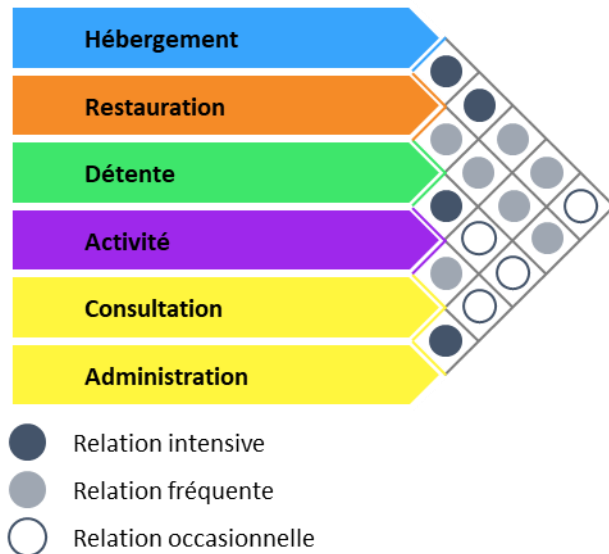 Hébergement
Restauration
Détente
Activité
Consultation
Administration
Relation intensive
Relation fréquente
Relation occasionnelle